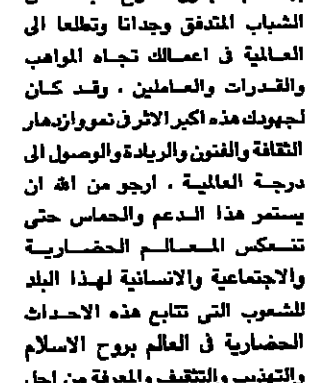 الشباب المتدفق وجدانا وتطلعا الى
العالمية فى اعمالك تجاه المواهب
والقدرات والعاملين ، وقد كان
لجهودك هذه اكبر الاثر فى نمو وازدهار
الثقافة والفنون والريادة والوصول الى
درجة العالمية . ارجو من الله ان
يستمر هذا الدعم والحماس حتى
تنعكس المعالم الحضارية
والاجتماعية والانسانية لهذا البلد
للشعوب التى تتابع هذه الاحداث
الحضارية فى العالم بروح الاسلام
والتهذيب والتثقيف والمعرفة من اجل